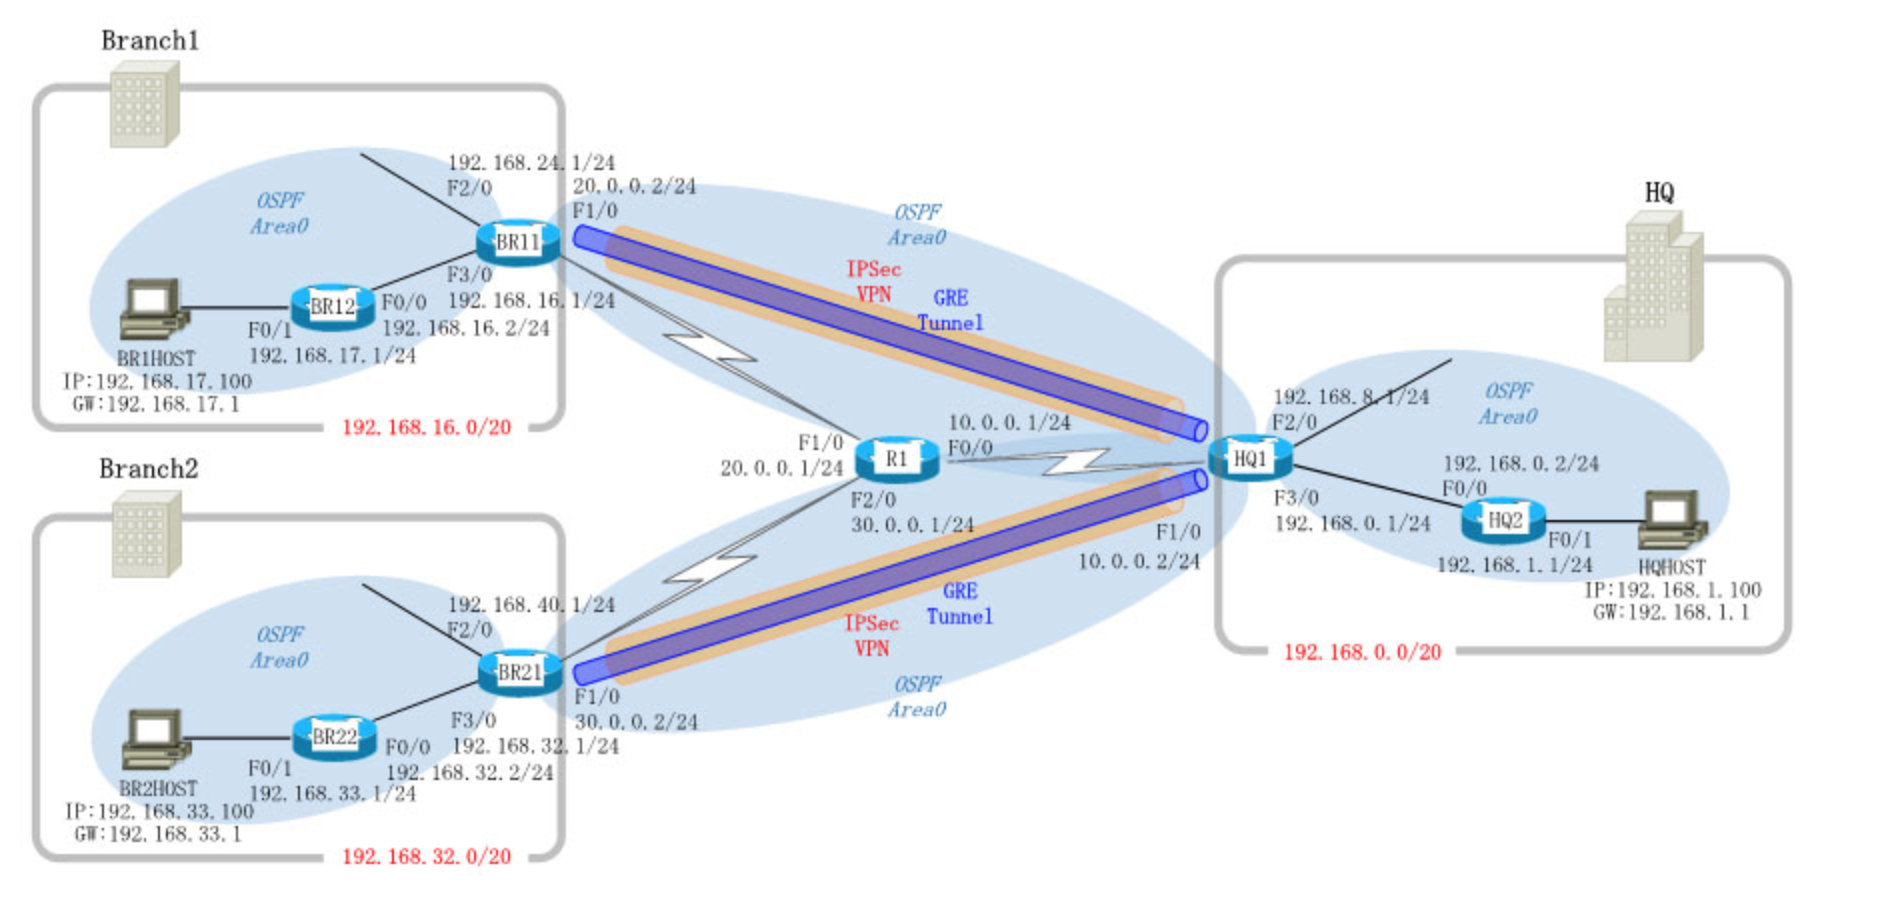 Branch1
192.168.24.1/24
F2/0
20.0.0.2/24
F1/0
OSPF
Area0
BR11
F3/0
192.168.16.1/24
BR12
F0/0
192.168.16.2/24
F0/1
192.168.17.1/24
BR1HOST
IP:192.168.17.100
GW:192.168.17.1
192.168.16.0/20
OSPF
Area0
IPSec
VPN
GRE
Tunnel
HQ
192.168.8.1/24
F2/0
OSPF
Area0
F1/0
20.0.0.1/24
R1
10.0.0.1/24
F0/0
F2/0
30.0.0.1/24
HQ1
F3/0
192.168.0.1/24
192.168.0.2/24
F0/0
HQ2
F0/1
192.168.1.1/24
HQHOST
IP:192.168.1.100
GW:192.168.1.1
F1/0
10.0.0.2/24
192.168.0.0/20
Branch2
192.168.40.1/24
F2/0
OSPF
Area0
BR21
F1/0
30.0.0.2/24
F3/0
192.168.32.1/24
BR22
F0/0
192.168.32.2/24
F0/1
192.168.33.1/24
BR2HOST
IP:192.168.33.100
GW:192.168.33.1
192.168.32.0/20
GRE
Tunnel
IPSec
VPN
OSPF
Area0